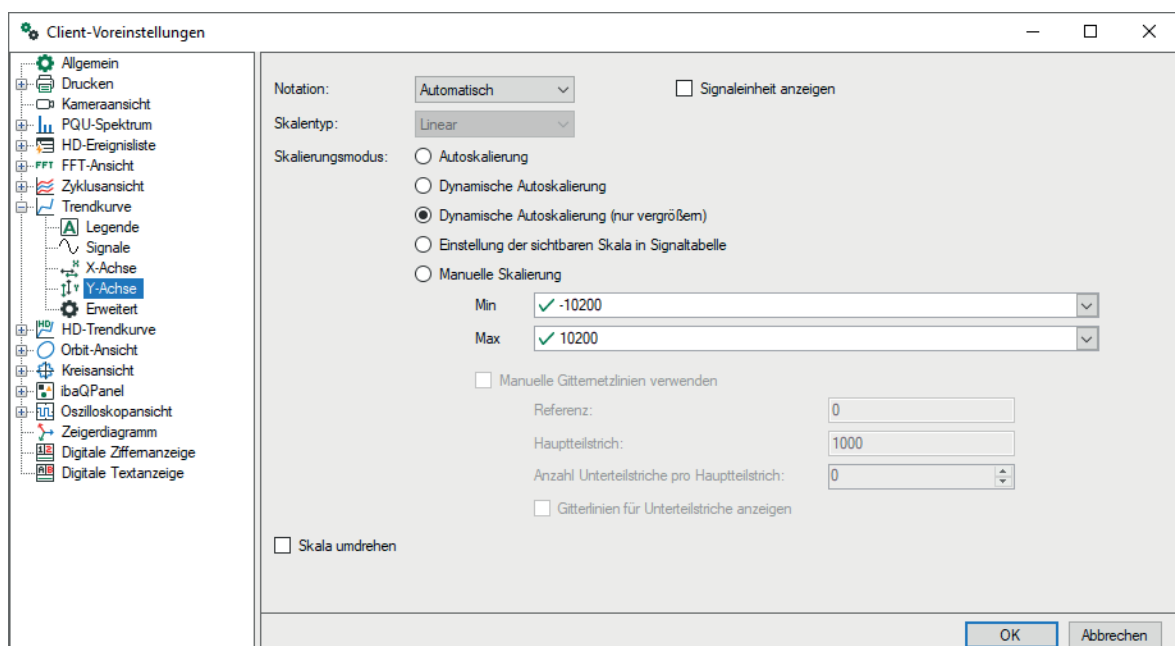 Client-Voreinstellungen
Allgemein
Drucken
Kameraansicht
PQU-Spektrum
HD-Ereignisliste
FFT FFT-Ansicht
Zyklusansicht
Trendkurve
A Legende
Signale
X X-Achse
Y Y-Achse
Erweitert
HD HD-Trendkurve
Orbit-Ansicht
Kreisansicht
ibaQPanel
Oszilloskopansicht
Zeigerdiagramm
12 Digitale Ziffernanzeige
AB Digitale Textanzeige
Notation: Automatisch Signaleinheit anzeigen
Skalentyp: Linear
Skalierungsmodus: Autoskalierung
Dynamische Autoskalierung
Dynamische Autoskalierung (nur vergrößern)
Einstellung der sichtbaren Skala in Signaltabelle
Manuelle Skalierung
Min -10200
Max 10200
Manuelle Gitternetzlinien verwenden
Referenz: 0
Hauptteilstrich: 1000
Anzahl Unterteilstriche pro Hauptteilstrich: 0
Gitterlinien für Unterteilstriche anzeigen
Skala umdrehen
OK Abbrechen